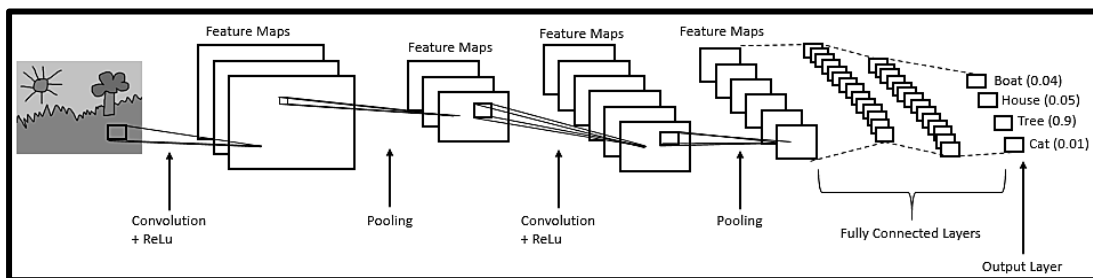 Feature Maps
Feature Maps
Feature Maps
Feature Maps
Boat (0.04)
House (0.05)
Tree (0.9)
Cat (0.01)
Convolution
+ ReLu
Pooling
Convolution
+ ReLu
Pooling
Fully Connected Layers
Output Layer